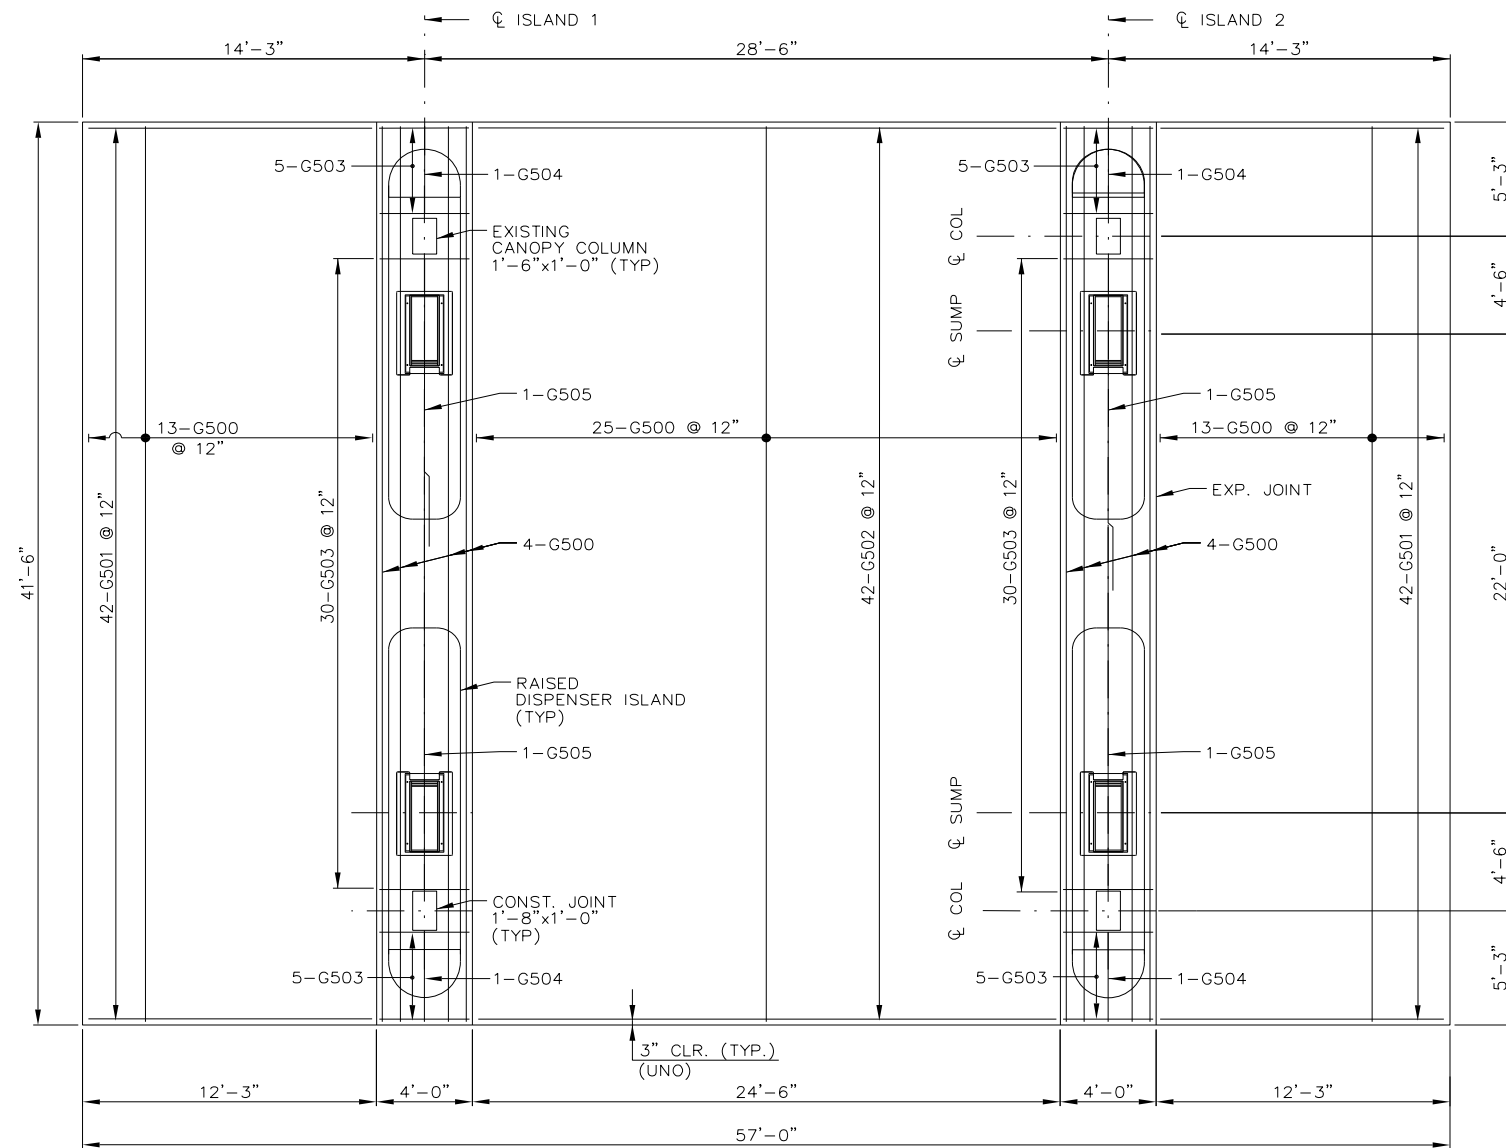 ℄ ISLAND 1
℄ ISLAND 2
14'-3"
28'-6"
14'-3"
5-G503
1-G504
5-G503
1-G504
5'-3"
EXISTING
CANOPY COLUMN
1'-6"x1'-0" (TYP)
℄ COL
4'-6"
℄ SUMP
1-G505
1-G505
13-G500
@ 12"
25-G500 @ 12"
13-G500 @ 12"
EXP. JOINT
42-G501 @ 12"
30-G503 @ 12"
42-G502 @ 12"
30-G503 @ 12"
42-G501 @ 12"
4-G500
4-G500
41'-6"
22'-0"
RAISED
DISPENSER ISLAND
(TYP)
1-G505
1-G505
℄ SUMP
4'-6"
CONST. JOINT
1'-8"x1'-0"
(TYP)
℄ COL
5-G503
1-G504
5-G503
1-G504
5'-3"
3" CLR. (TYP.)
(UNO)
12'-3"
4'-0"
24'-6"
4'-0"
12'-3"
57'-0"